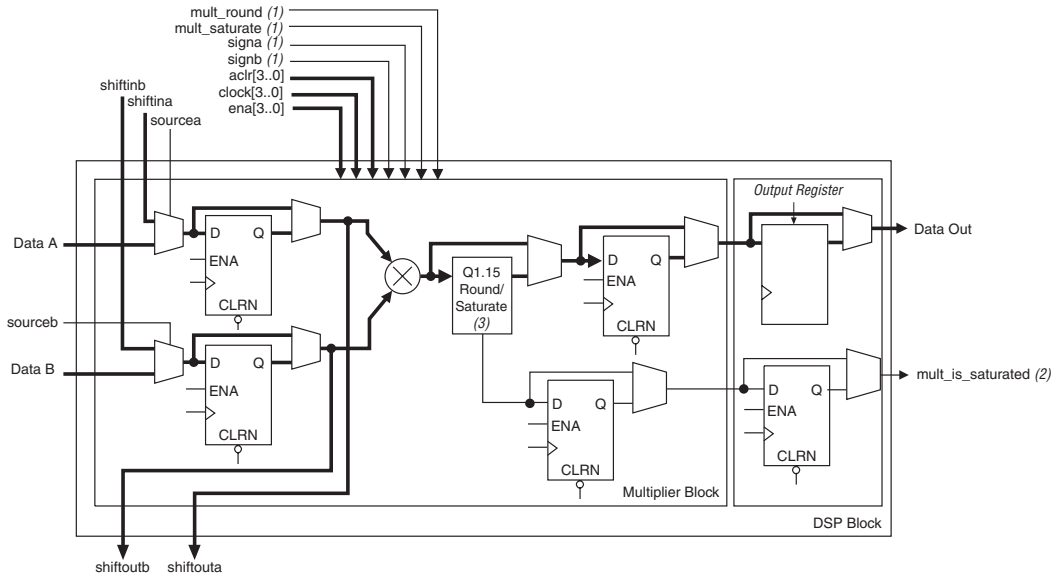 mult_round (1)
mult_saturate (1)
signa (1)
signb (1)
aclr[3..0]
clock[3..0]
ena[3..0]
shiftinb
shiftina
sourcea
Output Register
Data A
D Q
ENA
CLRN
Q1.15
Round/
Saturate
(3)
D Q
ENA
CLRN
Data Out
sourceb
Data B
D Q
ENA
CLRN
D Q
ENA
CLRN
D Q
ENA
CLRN
mult_is_saturated (2)
Multiplier Block
DSP Block
shiftoutb
shiftouta